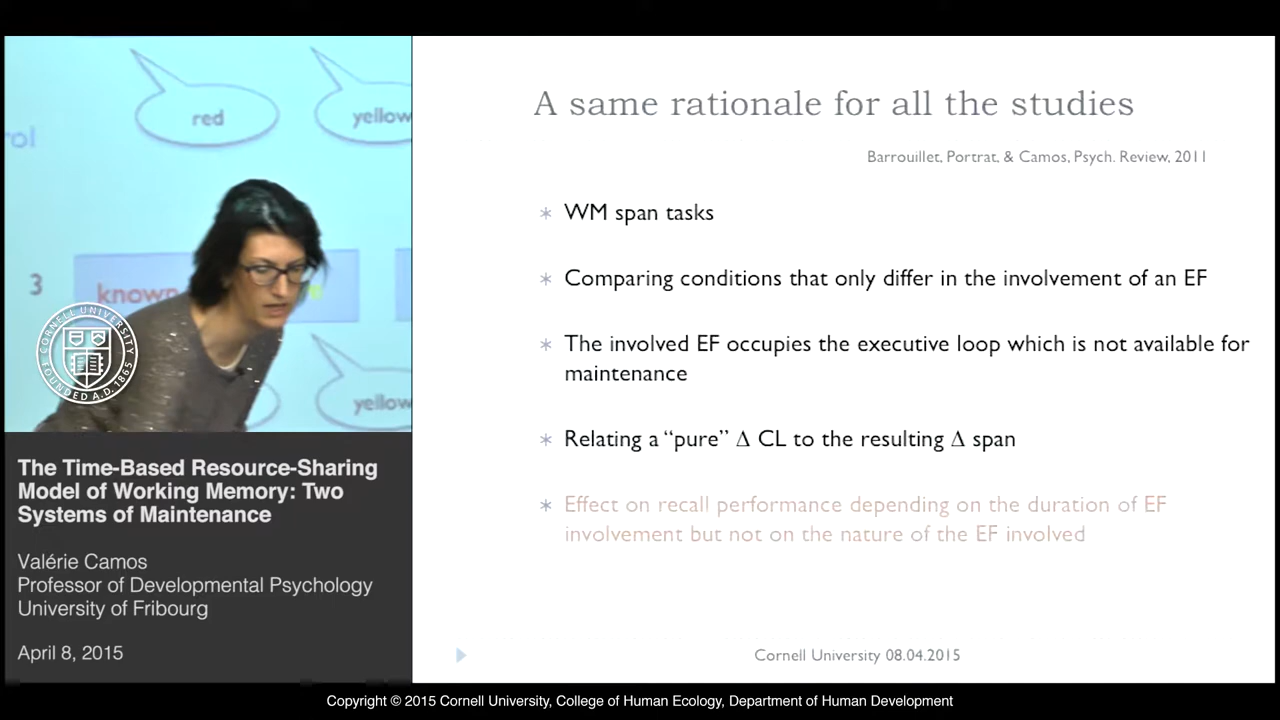 rol
red
yellow
3
known
yellow
CORNELL UNIVERSITY
FOUNDED A.D. 1865
The Time-Based Resource-Sharing
Model of Working Memory: Two
Systems of Maintenance
Valérie Camos
Professor of Developmental Psychology
University of Fribourg
April 8, 2015
A same rationale for all the studies
Barrouillet, Portrat, & Camos, Psych. Review, 2011
* WM span tasks
* Comparing conditions that only differ in the involvement of an EF
* The involved EF occupies the executive loop which is not available for
maintenance
* Relating a “pure” Δ CL to the resulting Δ span
* Effect on recall performance depending on the duration of EF
involvement but not on the nature of the EF involved
Cornell University 08.04.2015
Copyright © 2015 Cornell University, College of Human Ecology, Department of Human Development